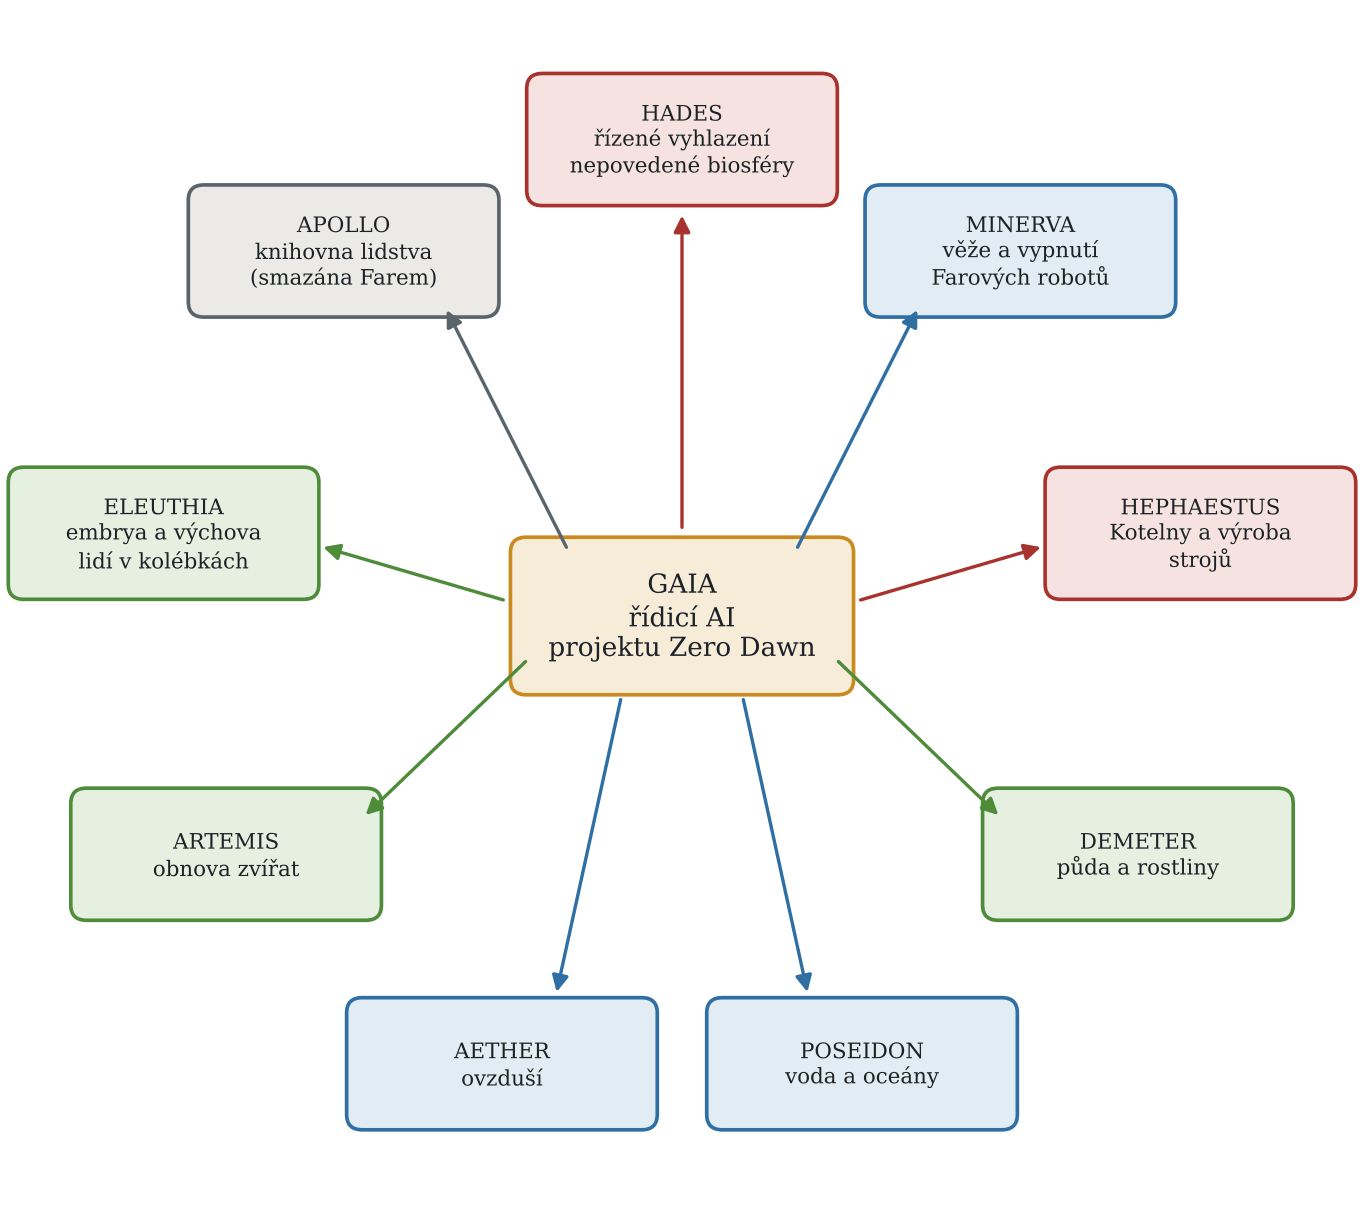 HADES
řízené vyhlazení
nepovedené biosféry
APOLLO
knihovna lidstva
(smazána Farem)
MINERVA
věže a vypnutí
Farových robotů
ELEUTHIA
embrya a výchova
lidí v kolébkách
HEPHAESTUS
Kotelny a výroba
strojů
GAIA
řídicí AI
projektu Zero Dawn
ARTEMIS
obnova zvířat
DEMETER
půda a rostliny
AETHER
ovzduší
POSEIDON
voda a oceány